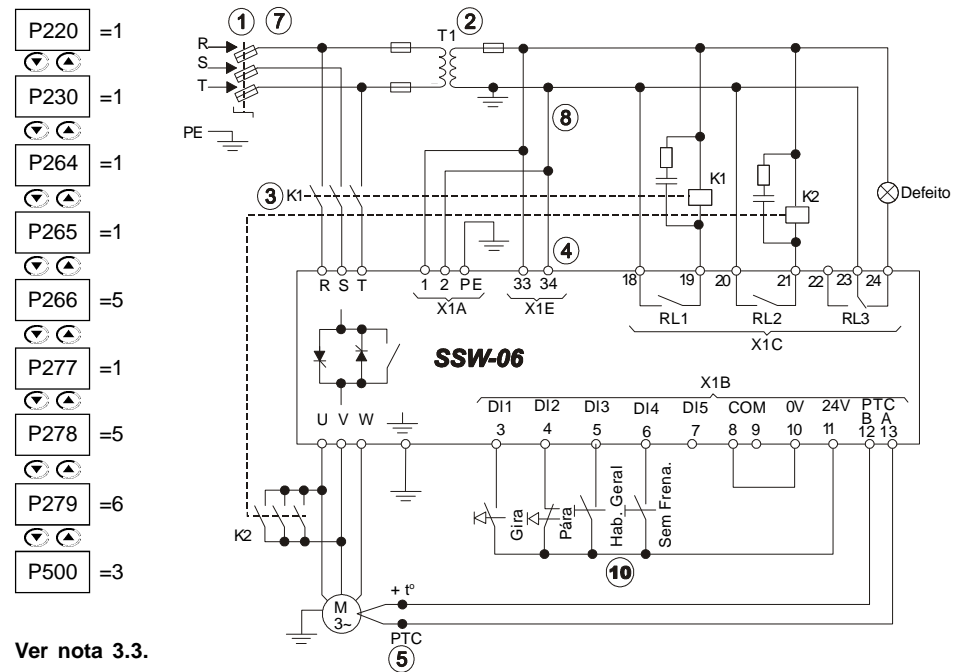 P220 =1
P230 =1
P264 =1
P265 =1
P266 =5
P277 =1
P278 =5
P279 =6
P500 =3
Ver nota 3.3.
1 7 T1 2
R
S
T
PE
8
3 K1
K1
K2
Defeito
4
R S T
1 2 PE 33 34 18 19 20 21 22 23 24
X1A X1E RL1 RL2 RL3
X1C
SSW-06
X1B
U V W
DI1 DI2 DI3 DI4 DI5 COM 0V 24V PTC
B A
3 4 5 6 7 8 9 10 11 12 13
Gira
Pára
Hab. Geral
Sem Frena.
K2
10
M
3~
+ tº
PTC
5